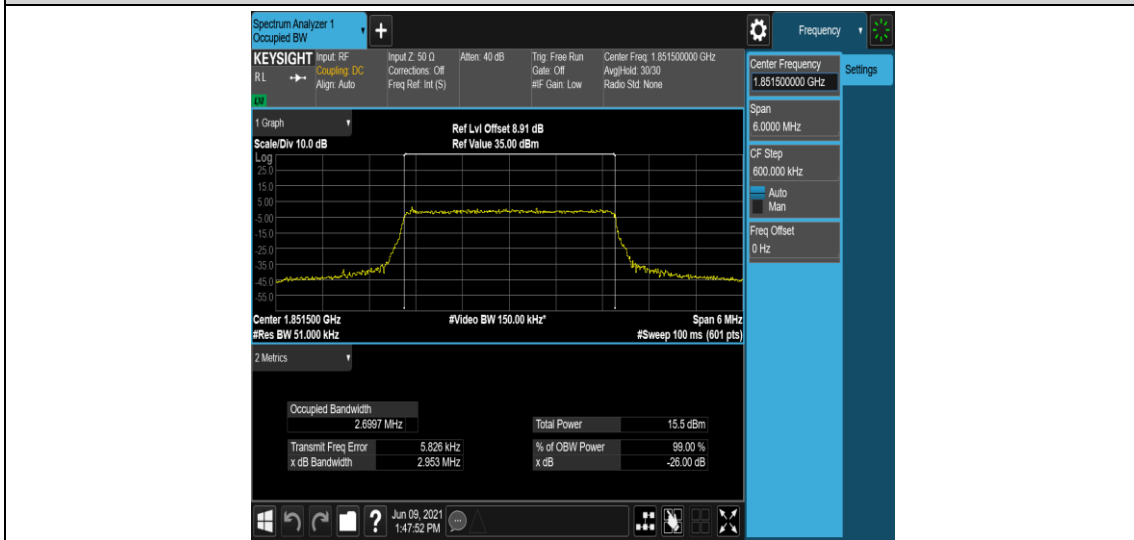 Spectrum Analyzer 1
Occupied BW
+
Frequency
KEYSIGHT
RL
LXI
Input: RF
Coupling: DC
Align: Auto
Input Z: 50 Ω
Corrections: Off
Freq Ref: Int (S)
Atten: 40 dB
Trig: Free Run
Gate: Off
#IF Gain: Low
Center Freq: 1.851500000 GHz
Avg|Hold: 30/30
Radio Std: None
Center Frequency
1.851500000 GHz
Settings
Span
6.0000 MHz
CF Step
600.000 kHz
Auto
Man
Freq Offset
0 Hz
1 Graph
Scale/Div 10.0 dB
Ref Lvl Offset 8.91 dB
Ref Value 35.00 dBm
Log
25.0
15.0
5.00
-5.00
-15.0
-25.0
-35.0
-45.0
-55.0
Center 1.851500 GHz
#Video BW 150.00 kHz*
Span 6 MHz
#Res BW 51.000 kHz
#Sweep 100 ms (601 pts)
2 Metrics
Occupied Bandwidth
2.6997 MHz
Total Power 15.5 dBm
Transmit Freq Error 5.826 kHz
% of OBW Power 99.00 %
x dB Bandwidth 2.953 MHz
x dB -26.00 dB
?
Jun 09, 2021
1:47:52 PM